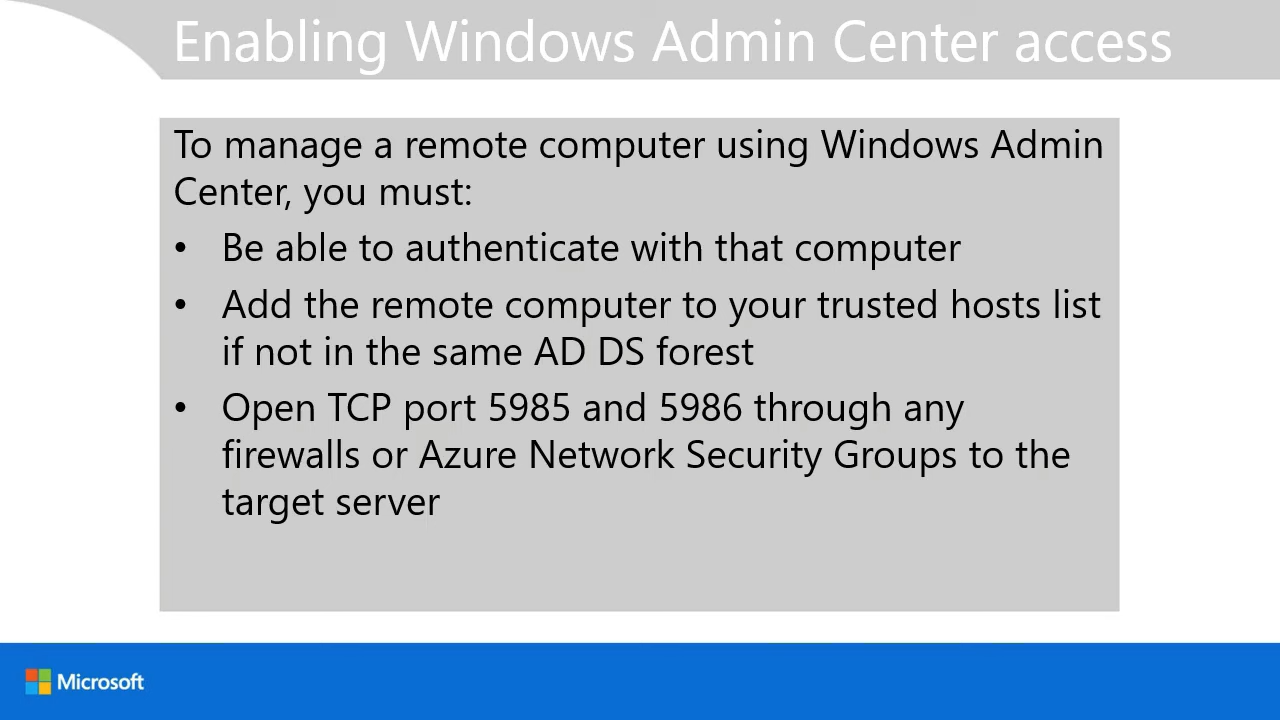 Enabling Windows Admin Center access
To manage a remote computer using Windows Admin
Center, you must:
• Be able to authenticate with that computer
• Add the remote computer to your trusted hosts list
if not in the same AD DS forest
• Open TCP port 5985 and 5986 through any
firewalls or Azure Network Security Groups to the
target server
Microsoft